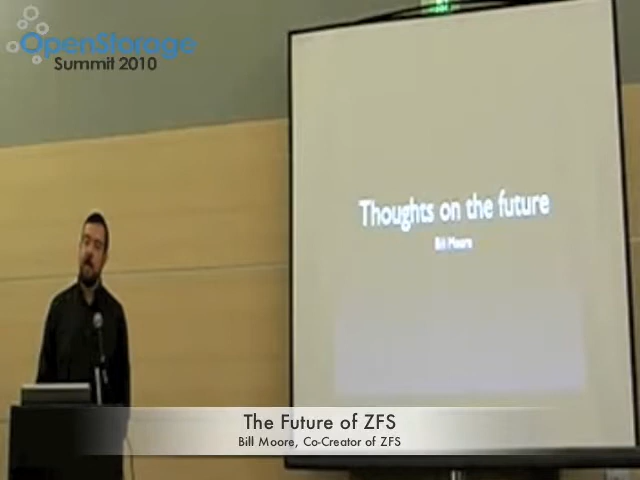 OpenStorage
Summit 2010
Thoughts on the future
Bill Moore
The Future of ZFS
Bill Moore, Co-Creator of ZFS